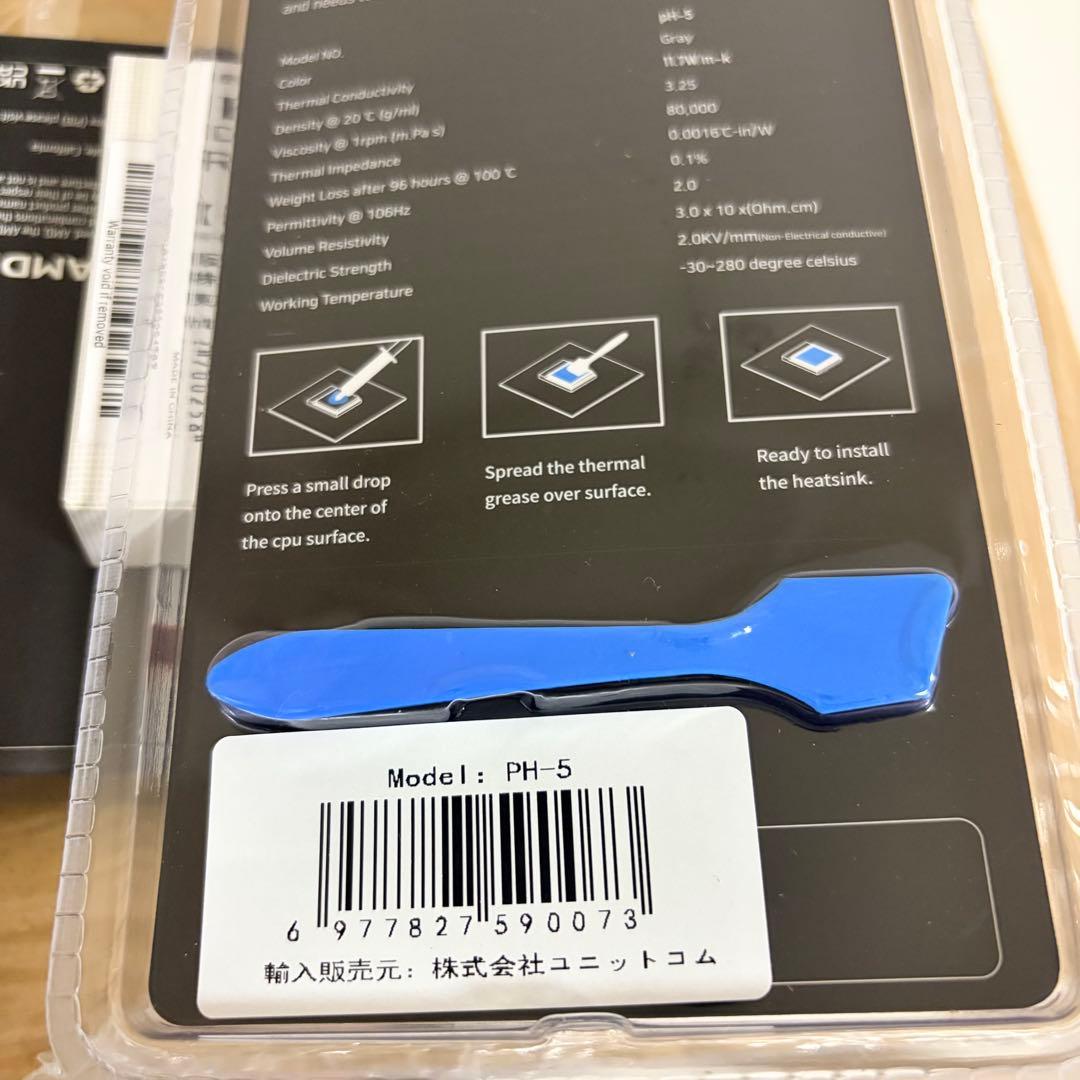 and needs to
Model NO. pH-5
Color Gray
Thermal Conductivity 11.7W/m-k
Density @ 20℃ (g/ml) 3.25
Viscosity @ 1rpm (m.Pa s) 80,000
Thermal Impedance 0.0016℃-in/W
Weight Loss after 96 hours @ 100 ℃ 0.1%
Permittivity @ 106Hz 2.0
Volume Resistivity 3.0 x 10 x(Ohm.cm)
Dielectric Strength 2.0KV/mm(Non-Electrical conductive)
Working Temperature -30~280 degree celsius
Press a small drop
onto the center of
the cpu surface.
Spread the thermal
grease over surface.
Ready to install
the heatsink.
Model: PH-5
6 977827 590073
輸入販売元: 株式会社ユニットコム
Warranty void if removed
MADE IN CHINA
AMD
UK
CA